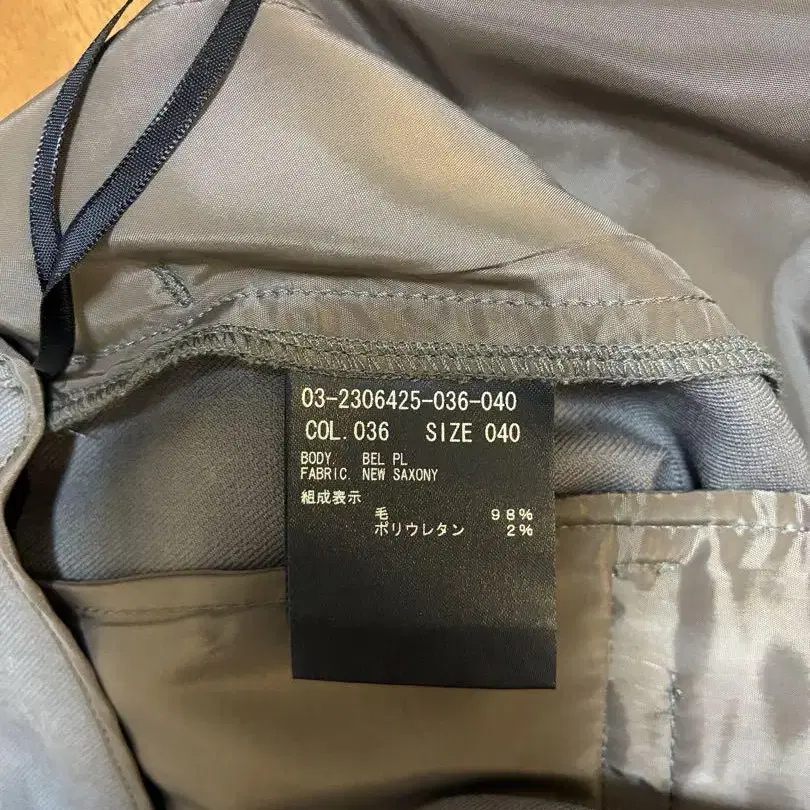 03-2306425-036-040
COL.036 SIZE 040
BODY. BEL PL
FABRIC. NEW SAXONY
組成表示
毛 98%
ポリウレタン 2%